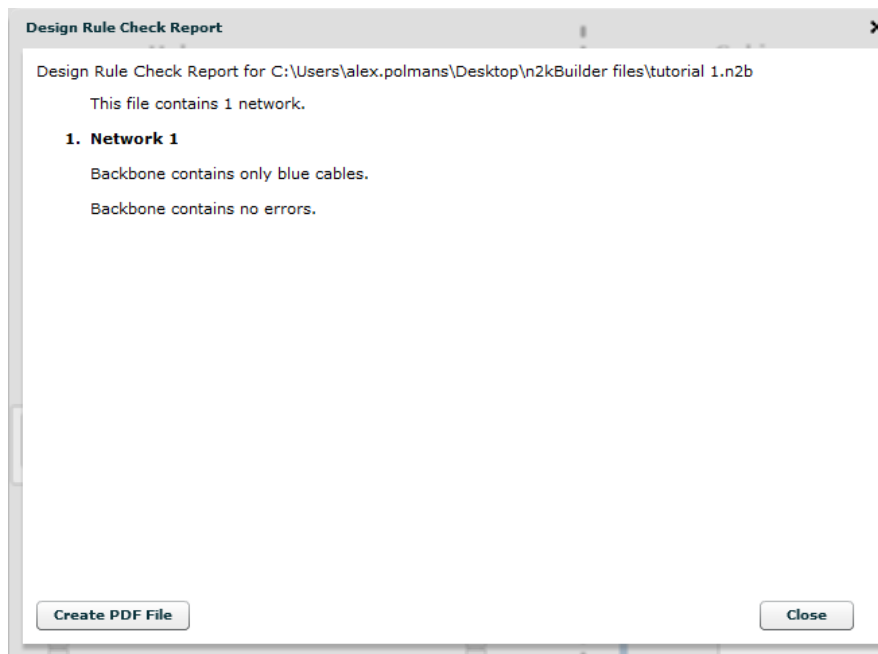 Design Rule Check Report
Design Rule Check Report for C:\Users\alex.polmans\Desktop\n2kBuilder files\tutorial 1.n2b
This file contains 1 network.
1. Network 1
Backbone contains only blue cables.
Backbone contains no errors.
Create PDF File
Close